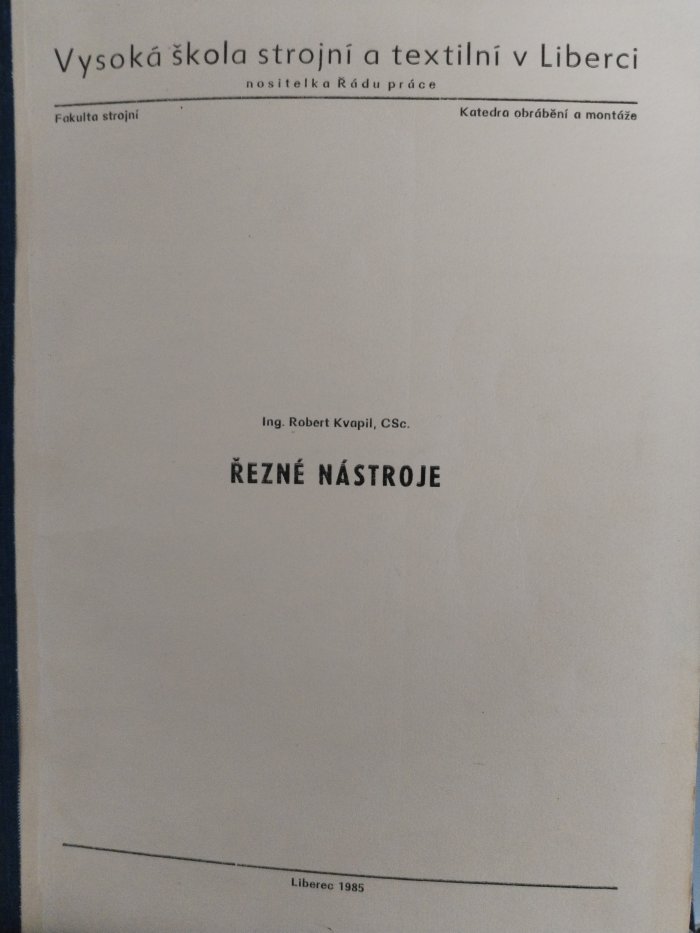 Vysoká škola strojní a textilní v Liberci
nositelka Řádu práce
Fakulta strojní
Katedra obrábění a montáže
Ing. Robert Kvapil, CSc.
ŘEZNÉ NÁSTROJE
Liberec 1985